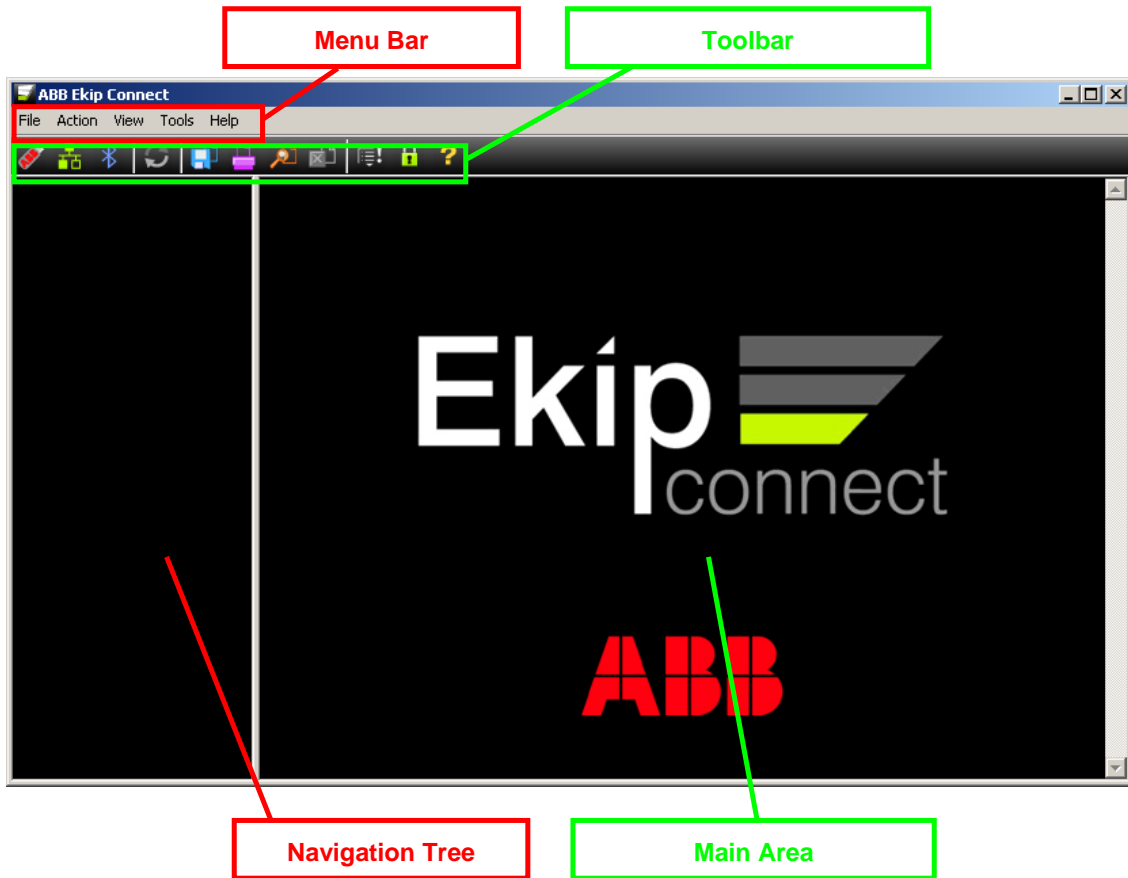 Menu Bar
Toolbar
ABB Ekip Connect
File Action View Tools Help
Ekip
connect
ABB
Navigation Tree
Main Area